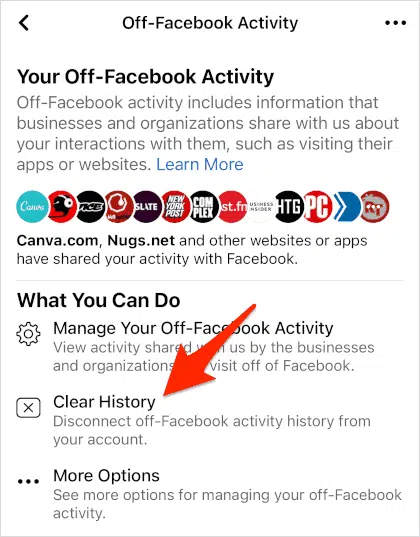 Off-Facebook Activity
Your Off-Facebook Activity
Off-Facebook activity includes information that
businesses and organizations share with us about
your interactions with them, such as visiting their
apps or websites. Learn More
Canva VICE SLATE NEW YORK POST COMPLEX st.fm USINESS INSIDER HTG PC
Canva.com, Nugs.net and other websites or apps
have shared your activity with Facebook.
What You Can Do
Manage Your Off-Facebook Activity
View activity shared with us by the businesses
and organizations visit off of Facebook.
Clear History
Disconnect off-Facebook activity history from
your account.
More Options
See more options for managing your off-Facebook
activity.